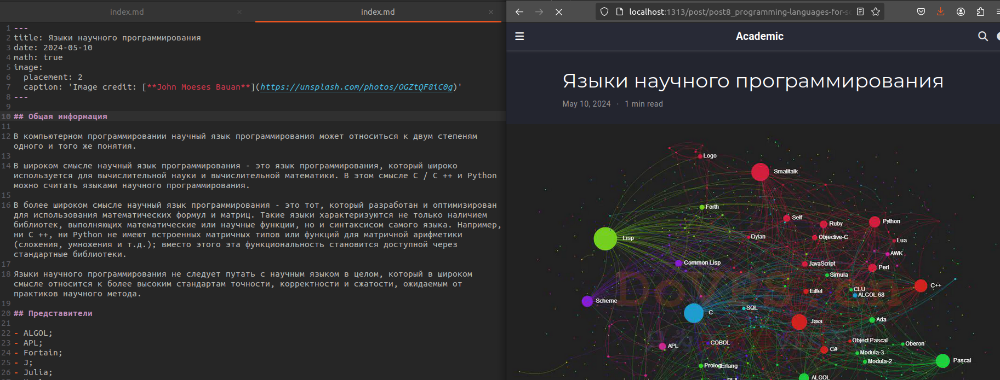 index.md
index.md
1 ---
2 title: Языки научного программирования
3 date: 2024-05-10
4 math: true
5 image:
6 placement: 2
7 caption: 'Image credit: [**John Moeses Bauan**](https://unsplash.com/photos/OGZtQF8iC0g)'
8 ---
9
10 ## Общая информация
11
12 В компьютерном программировании научный язык программирования может относиться к двум степеням
одного и того же понятия.
13
14 В широком смысле научный язык программирования - это язык программирования, который широко
используется для вычислительной науки и вычислительной математики. В этом смысле C / C ++ и Python
можно считать языками научного программирования.
15
16 В более широком смысле научный язык программирования - это тот, который разработан и оптимизирован
для использования математических формул и матриц. Такие языки характеризуются не только наличием
библиотек, выполняющих математические или научные функции, но и синтаксисом самого языка. Например,
ни C ++, ни Python не имеют встроенных матричных типов или функций для матричной арифметики
(сложения, умножения и т.д.); вместо этого эта функциональность становится доступной через
стандартные библиотеки.
17
18 Языки научного программирования не следует путать с научным языком в целом, который в широком
смысле относится к более высоким стандартам точности, корректности и сжатости, ожидаемым от
практиков научного метода.
19
20 ## Представители
21
22 - ALGOL;
23 - APL;
24 - Fortain;
25 - J;
26 - Julia;
localhost:1313/post/post8_programming-languages-for-sc
Academic
Языки научного программирования
May 10, 2024 · 1 min read
Logo
Smalltalk
Forth
Self
Ruby
Python
Lisp
Dylan
Objective-C
Lua
AWK
Common Lisp
JavaScript
Perl
Simula
C++
Eiffel
CLU
ALGOL 68
Scheme
C
SQL
Java
Ada
APL
COBOL
Object Pascal
Oberon
C#
Modula-3
Modula-2
Pascal
Prolog
Erlang
ALGOL